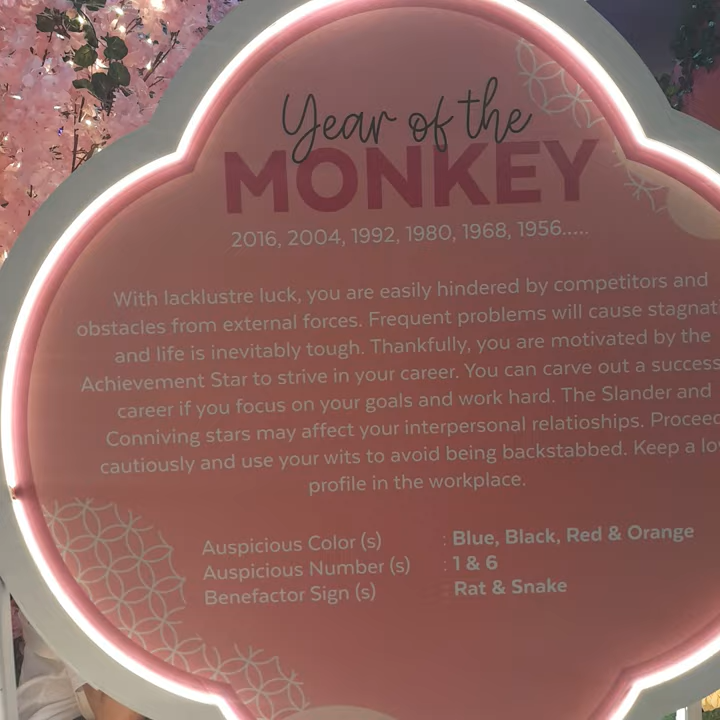 Year of the
MONKEY
2016, 2004, 1992, 1980, 1968, 1956.....
With lacklustre luck, you are easily hindered by competitors and
obstacles from external forces. Frequent problems will cause stagnat
and life is inevitably tough. Thankfully, you are motivated by the
Achievement Star to strive in your career. You can carve out a success
career if you focus on your goals and work hard. The Slander and
Conniving stars may affect your interpersonal relatioships. Proceed
cautiously and use your wits to avoid being backstabbed. Keep a lo
profile in the workplace.
Auspicious Color (s) : Blue, Black, Red & Orange
Auspicious Number (s) : 1 & 6
Benefactor Sign (s) : Rat & Snake